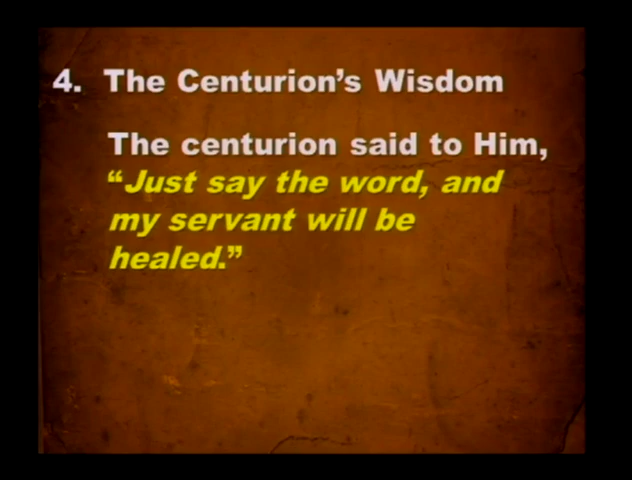 4. The Centurion's Wisdom
The centurion said to Him,
“Just say the word, and
my servant will be
healed.”